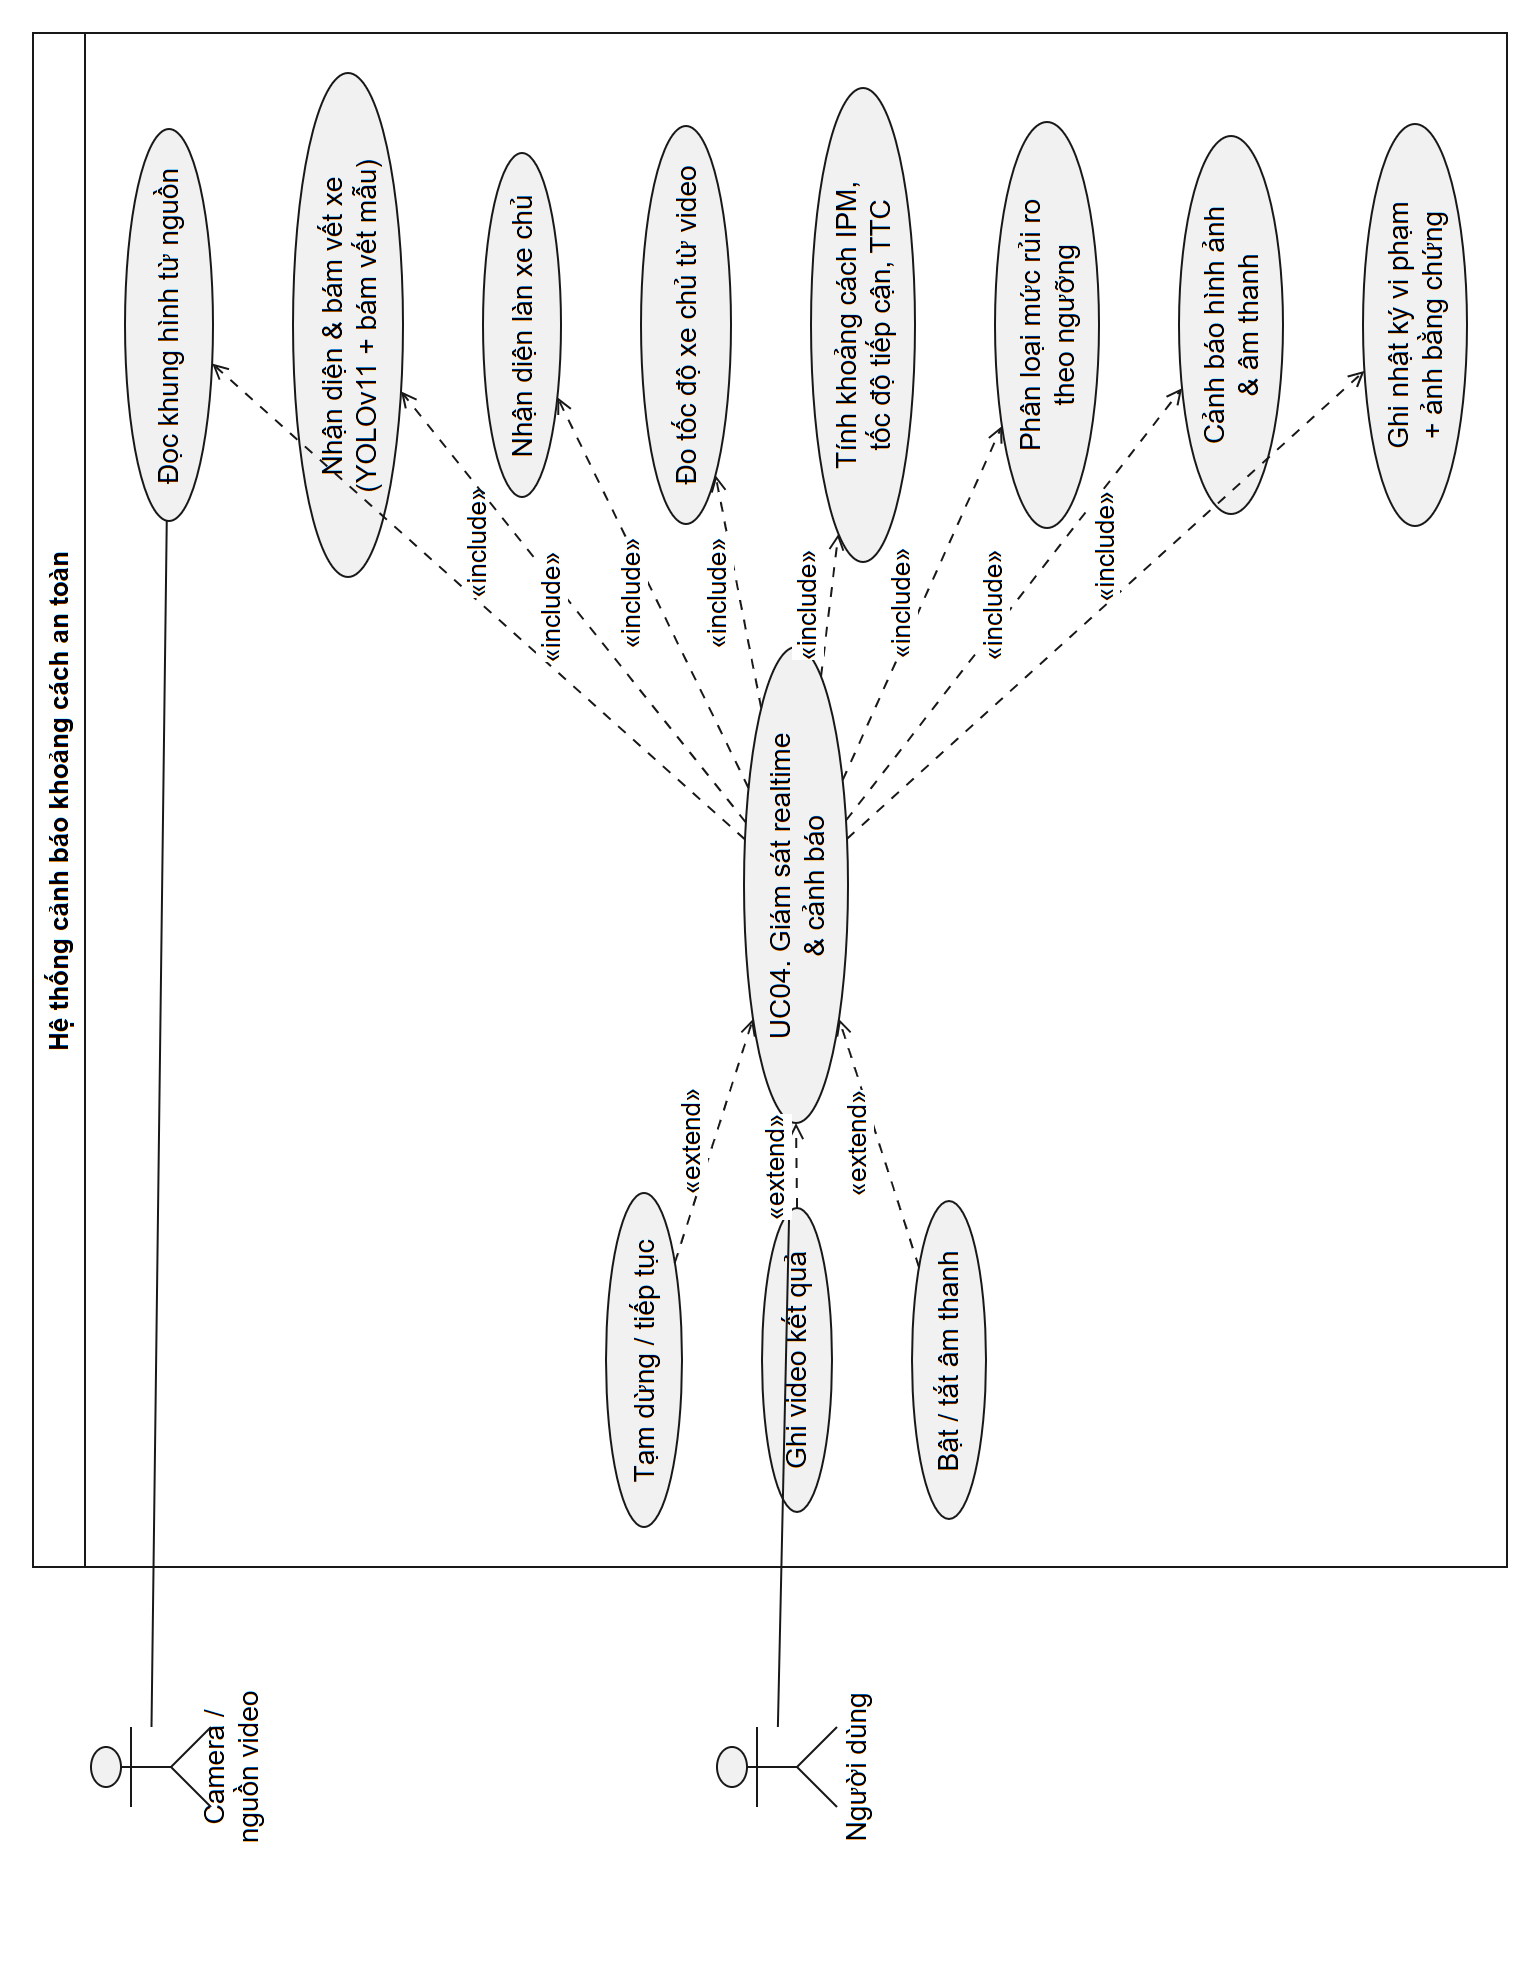 Hệ thống cảnh báo khoảng cách an toàn
Camera /
nguồn video
Người dùng
Tạm dừng / tiếp tục
Ghi video kết quả
Bật / tắt âm thanh
«extend»
«extend»
«extend»
UC04. Giám sát realtime
& cảnh báo
«include»
«include»
«include»
«include»
«include»
«include»
«include»
«include»
Đọc khung hình từ nguồn
Nhận diện & bám vết xe
(YOLOv11 + bám vết mẫu)
Nhận diện làn xe chủ
Đo tốc độ xe chủ từ video
Tính khoảng cách IPM,
tốc độ tiếp cận, TTC
Phân loại mức rủi ro
theo ngưỡng
Cảnh báo hình ảnh
& âm thanh
Ghi nhật ký vi phạm
+ ảnh bằng chứng